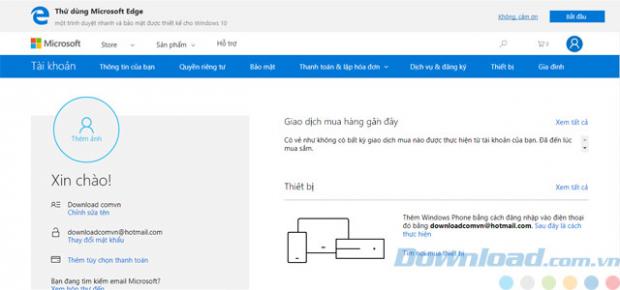 Thử dùng Microsoft Edge
một trình duyệt nhanh và bảo mật được thiết kế cho Windows 10
Không, cảm ơn
Bắt đầu
Microsoft
Store
Sản phẩm
Hỗ trợ
0
Tài khoản
Thông tin của bạn
Quyền riêng tư
Bảo mật
Thanh toán & lập hóa đơn
Dịch vụ & đăng ký
Thiết bị
Gia đình
Thêm ảnh
Xin chào!
Download comvn
Chỉnh sửa tên
downloadcomvn@hotmail.com
Thay đổi mật khẩu
Thêm tùy chọn thanh toán
Bạn đang tìm kiếm email Microsoft?
Xem hộp thư đến
Giao dịch mua hàng gần đây
Xem tất cả
Có vẻ như không có bất kỳ giao dịch mua nào được thực hiện từ tài khoản của bạn. Đã đến lúc
mua sắm.
Thiết bị
Xem tất cả
Thêm Windows Phone bằng cách đăng nhập vào điện thoại
đó bằng downloadcomvn@hotmail.com. Sau đây là cách
thực hiện
Tìm nơi mua thiết bị
Download.com.vn